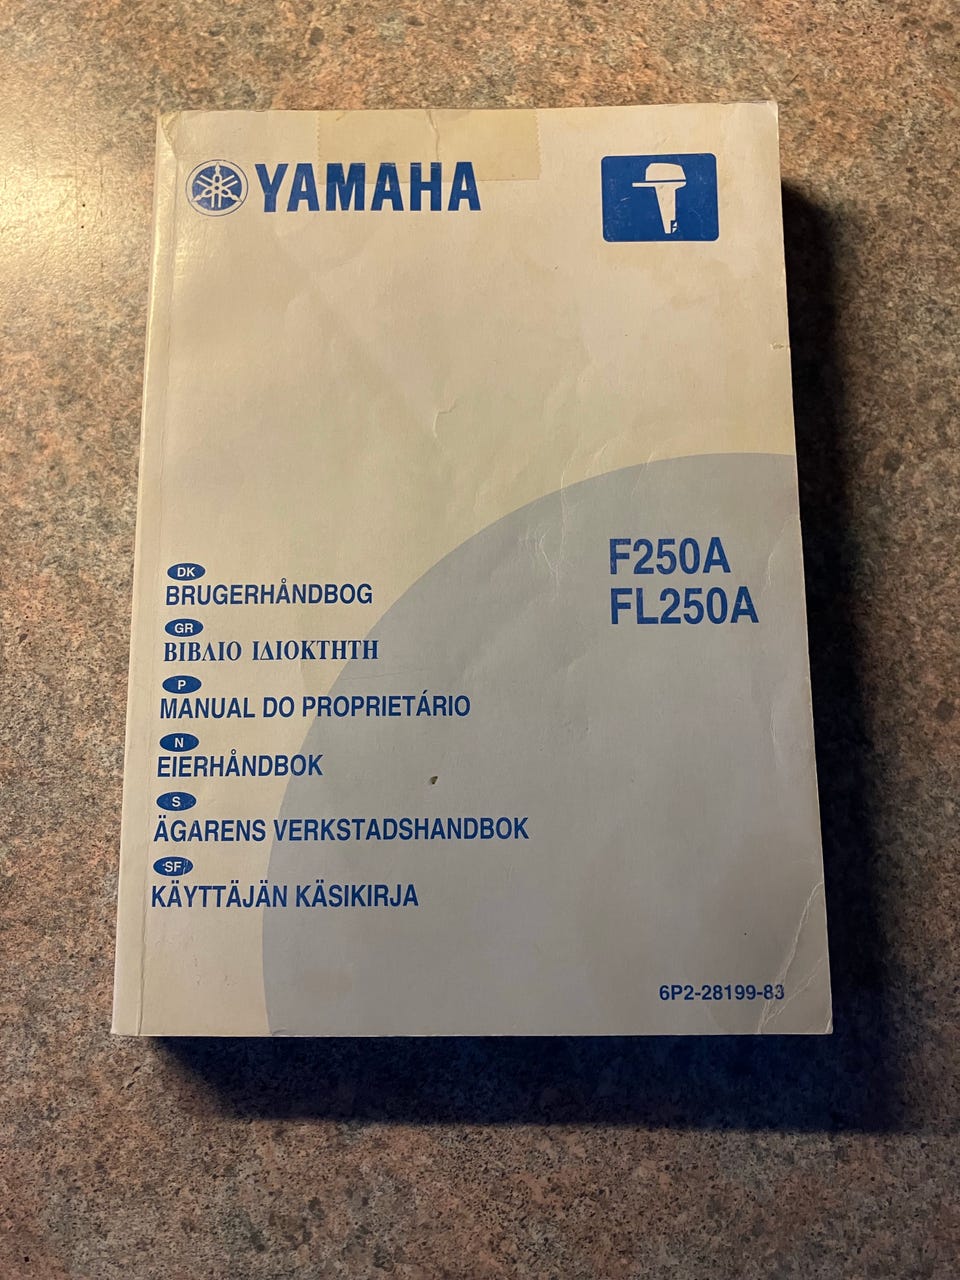 YAMAHA
F250A
FL250A
DK
BRUGERHÅNDBOG
GR
ΒΙΒΛΙΟ ΙΔΙΟΚΤΗΤΗ
P
MANUAL DO PROPRIETÁRIO
N
EIERHÅNDBOK
S
ÄGARENS VERKSTADSHANDBOK
SF
KÄYTTÄJÄN KÄSIKIRJA
6P2-28199-83